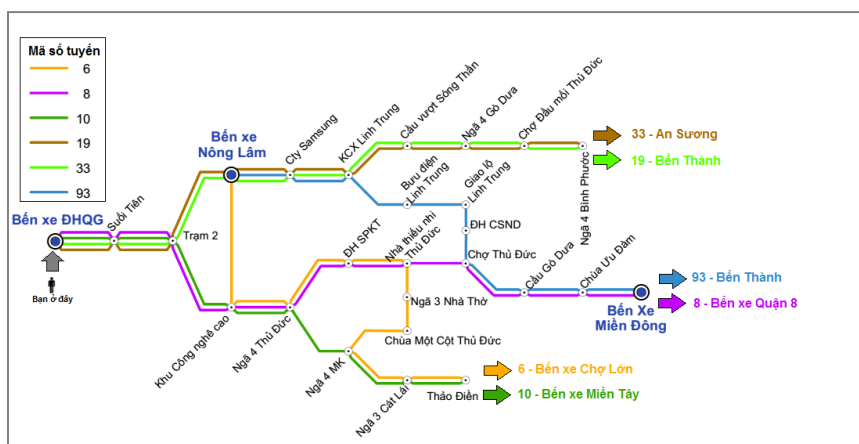 Mã số tuyến
6
8
10
19
33
93
Bến xe ĐHQG
Bạn ở đây
Suối Tiên
Trạm 2
Bến xe
Nông Lâm
Cty Samsung
KCX Linh Trung
Cầu vượt Sóng Thần
Ngã 4 Gò Dưa
Chợ Đầu mối Thủ Đức
Ngã 4 Bình Phước
33 - An Sương
19 - Bến Thành
Bưu điện
Linh Trung
Giao lộ
Linh Trung
ĐH CSND
Chợ Thủ Đức
ĐH SPKT
Nhà thiếu nhi
Thủ Đức
Cầu Gò Dưa
Chùa Ưu Đàm
Bến Xe
Miền Đông
93 - Bến Thành
8 - Bến xe Quận 8
Khu Công nghê cao
Ngã 4 Thủ Đức
Ngã 3 Nhà Thờ
Chùa Một Cột Thủ Đức
Ngã 4 MK
Ngã 3 Cát Lái
Thảo Điền
6 - Bến xe Chợ Lớn
10 - Bến xe Miền Tây